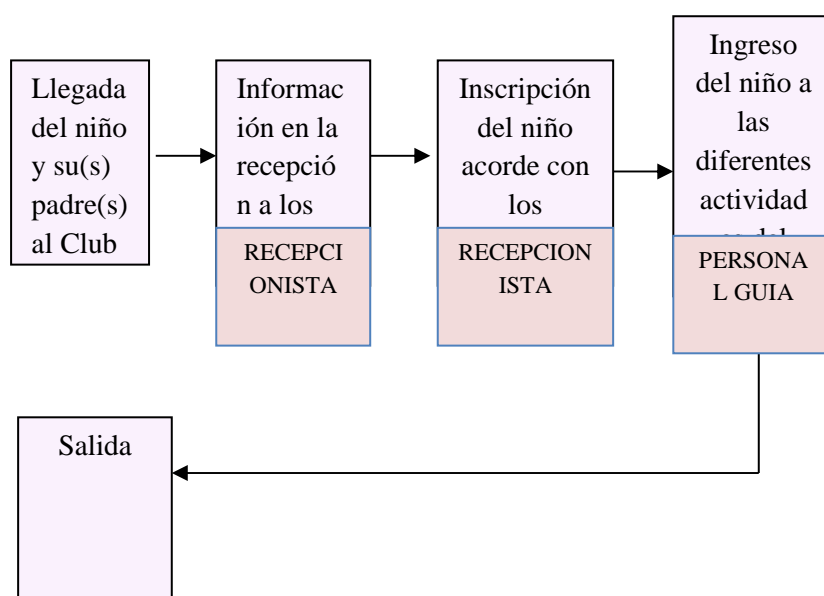 Llegada
del niño
y su(s)
padre(s)
al Club
Informac
ión en la
recepció
n a los
RECEPCI
ONISTA
Inscripción
del niño
acorde con
los
RECEPCION
ISTA
Ingreso
del niño a
las
diferentes
actividad
PERSONA
L GUIA
Salida